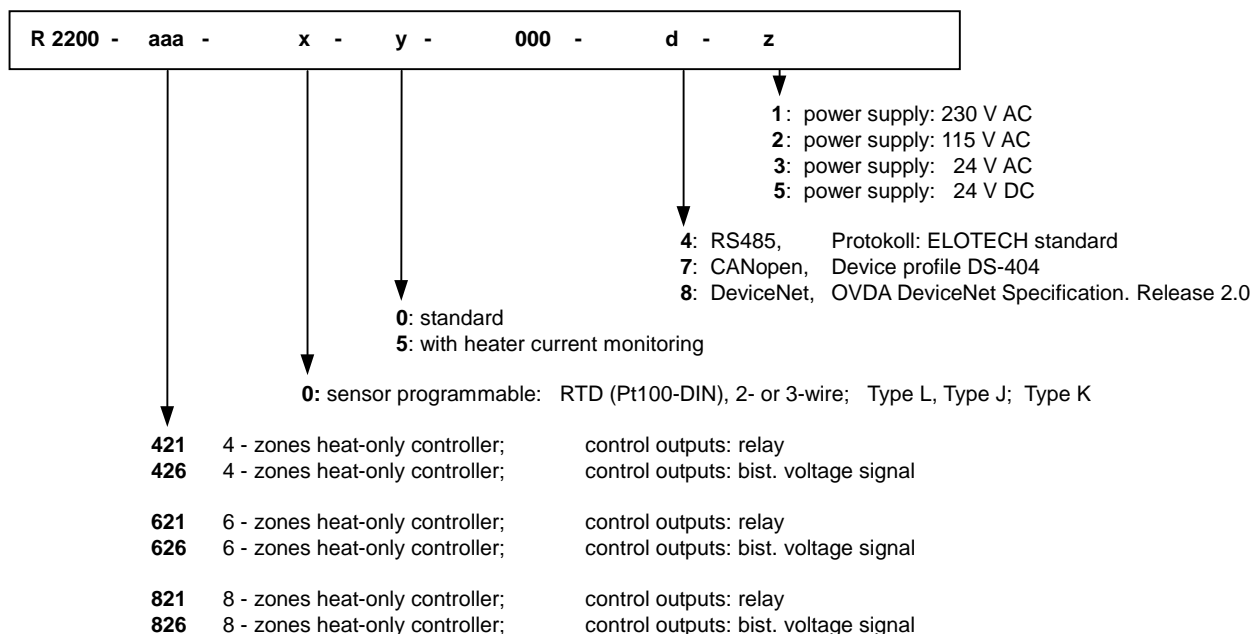 R 2200 - aaa - x - y - 000 - d - z
1: power supply: 230 V AC
2: power supply: 115 V AC
3: power supply: 24 V AC
5: power supply: 24 V DC
4: RS485, Protokoll: ELOTECH standard
7: CANopen, Device profile DS-404
8: DeviceNet, OVDA DeviceNet Specification. Release 2.0
0: standard
5: with heater current monitoring
0: sensor programmable: RTD (Pt100-DIN), 2- or 3-wire; Type L, Type J; Type K
421 4 - zones heat-only controller; control outputs: relay
426 4 - zones heat-only controller; control outputs: bist. voltage signal
621 6 - zones heat-only controller; control outputs: relay
626 6 - zones heat-only controller; control outputs: bist. voltage signal
821 8 - zones heat-only controller; control outputs: relay
826 8 - zones heat-only controller; control outputs: bist. voltage signal